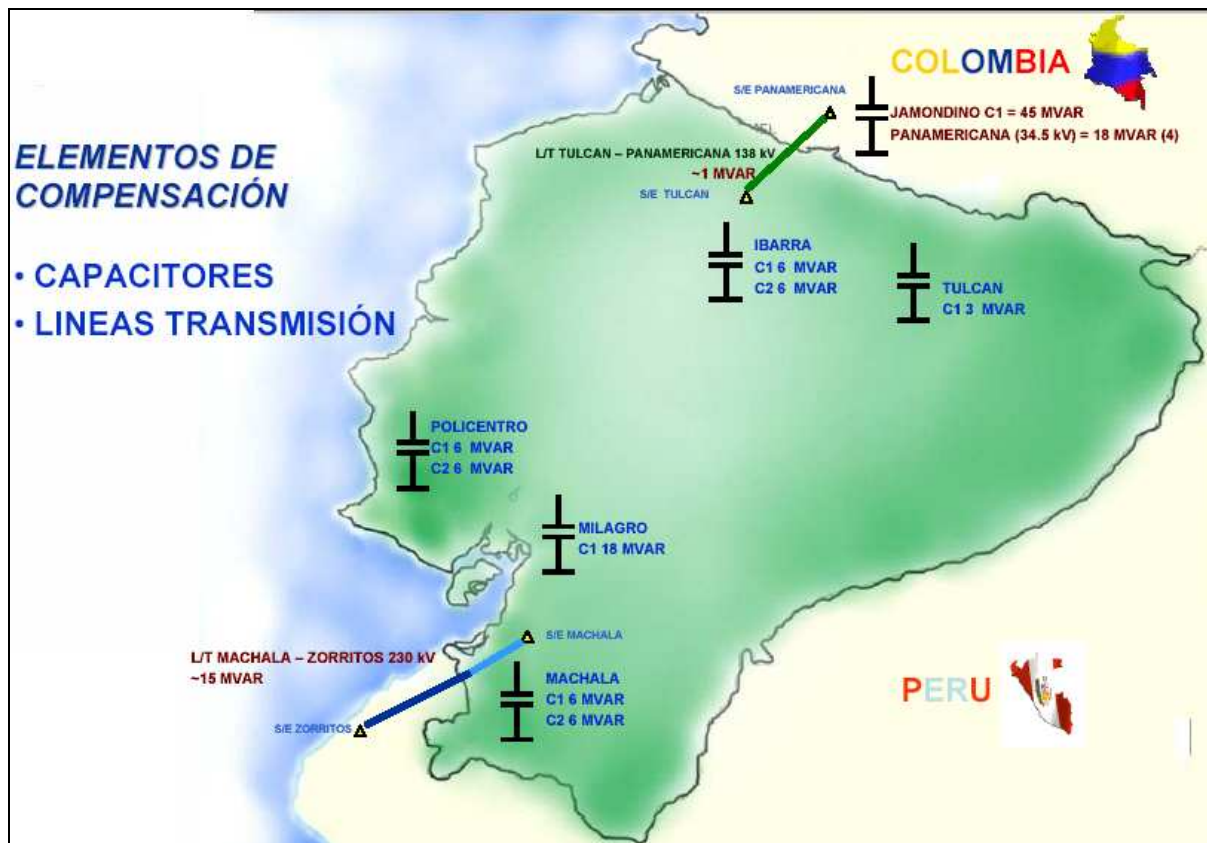 COLOMBIA
S/E PANAMERICANA
JAMONDINO C1 = 45 MVAR
PANAMERICANA (34.5 kV) = 18 MVAR (4)
ELEMENTOS DE
COMPENSACIÓN
L/T TULCAN – PANAMERICANA 138 kV
~1 MVAR
S/E TULCAN
• CAPACITORES
• LINEAS TRANSMISIÓN
IBARRA
C1 6 MVAR
C2 6 MVAR
TULCAN
C1 3 MVAR
POLICENTRO
C1 6 MVAR
C2 6 MVAR
MILAGRO
C1 18 MVAR
S/E MACHALA
L/T MACHALA – ZORRITOS 230 kV
~15 MVAR
MACHALA
C1 6 MVAR
C2 6 MVAR
S/E ZORRITOS
PERU